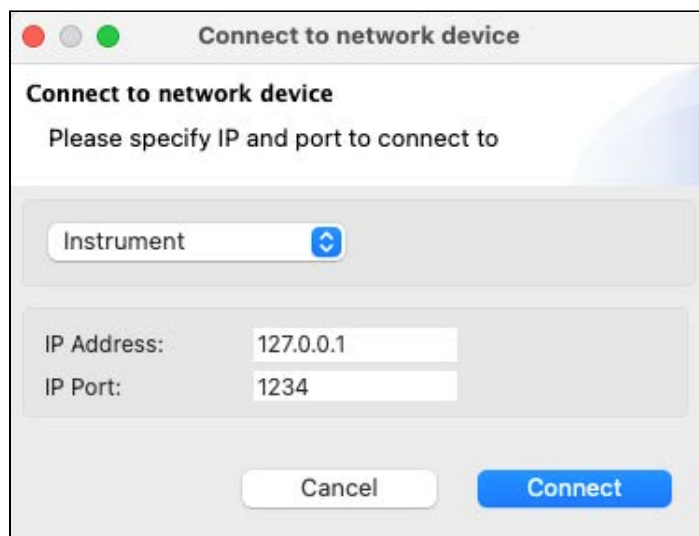 Connect to network device
Connect to network device
Please specify IP and port to connect to
Instrument
IP Address: 127.0.0.1
IP Port: 1234
Cancel Connect